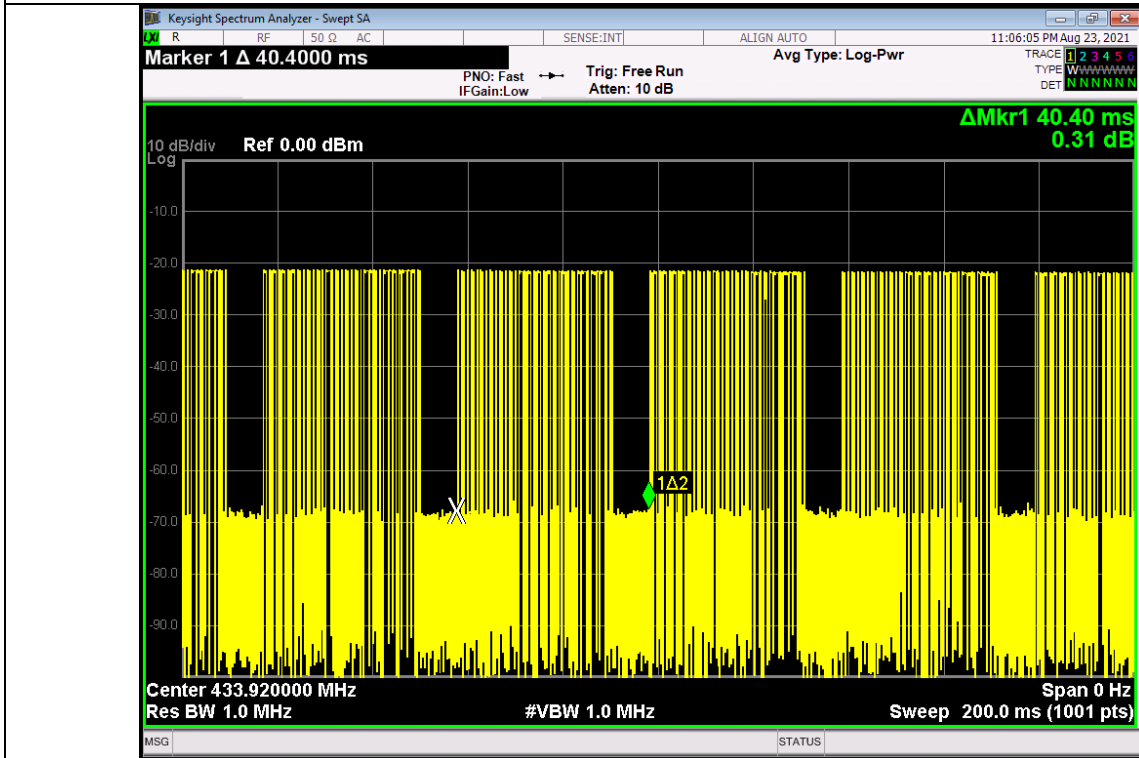 Keysight Spectrum Analyzer - Swept SA
LXI R RF 50 Ω AC SENSE:INT ALIGN AUTO 11:06:05 PM Aug 23, 2021
Marker 1 Δ 40.4000 ms
PNO: Fast
IFGain:Low
Trig: Free Run
Atten: 10 dB
Avg Type: Log-Pwr
TRACE 1 2 3 4 5 6
TYPE WWWWWW
DET N N N N N N
ΔMkr1 40.40 ms
0.31 dB
10 dB/div Ref 0.00 dBm
Log
-10.0
-20.0
-30.0
-40.0
-50.0
-60.0
1Δ2
X
-70.0
-80.0
-90.0
Center 433.920000 MHz Span 0 Hz
Res BW 1.0 MHz #VBW 1.0 MHz Sweep 200.0 ms (1001 pts)
MSG STATUS